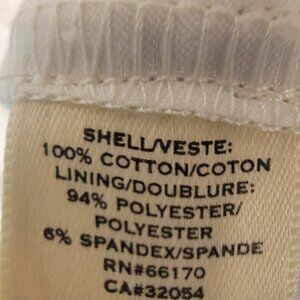 SHELL/VESTE:
100% COTTON/COTON
LINING/DOUBLURE:
94% POLYESTER/
POLYESTER
6% SPANDEX/SPANDE
RN#66170
CA#32054